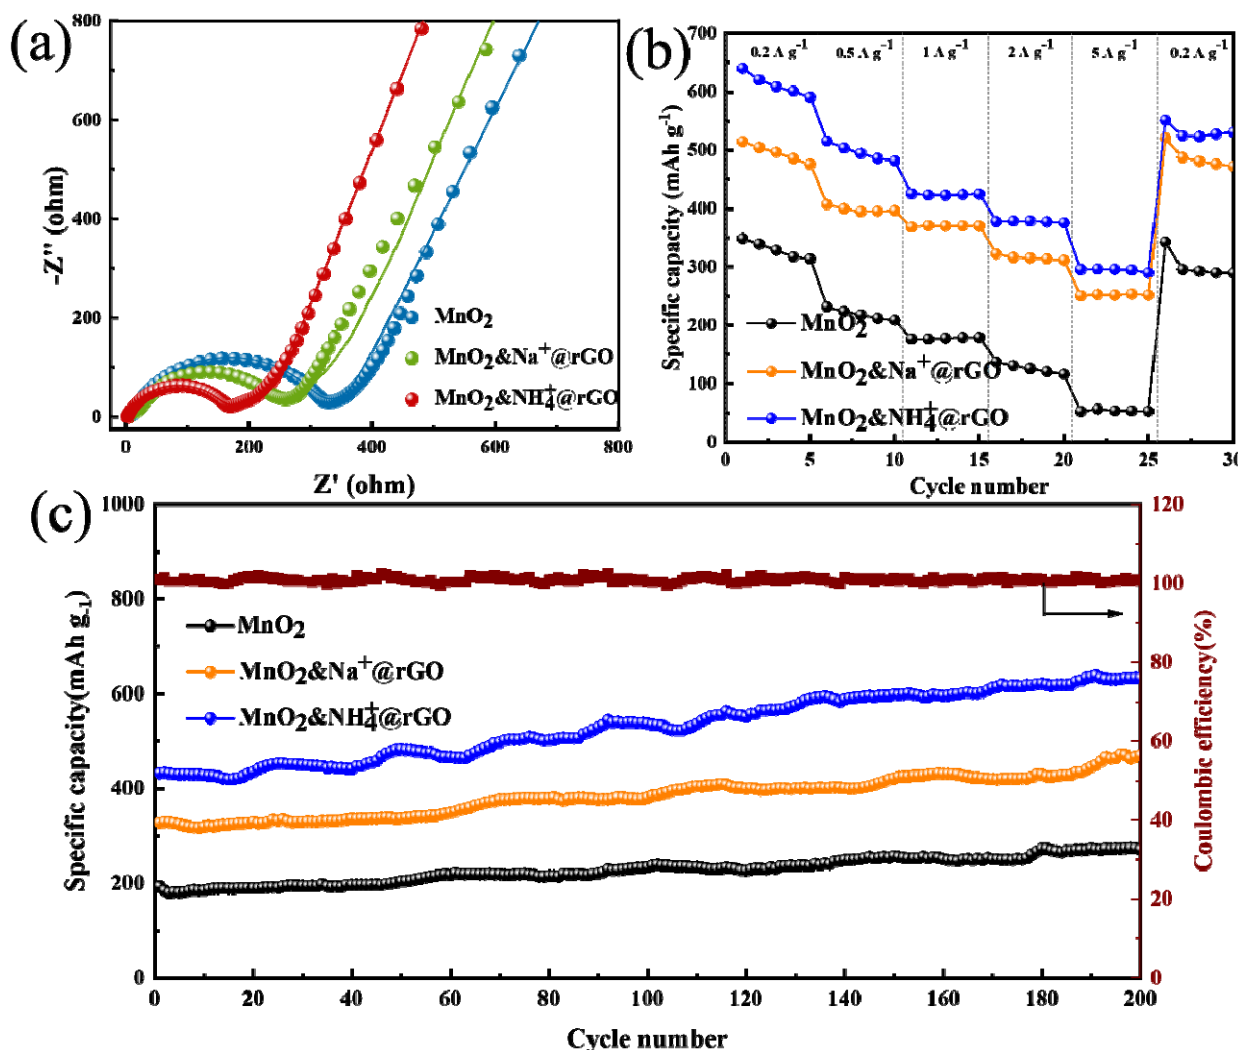 (a)
800
600
400
200
0
-Z'' (ohm)
MnO2
MnO2&Na+@rGO
MnO2&NH4+@rGO
0 200 400 600 800
Z' (ohm)
(b)
700
600
500
400
300
200
100
0
Specific capacity (mAh g-1)
0.2 A g-1 0.5 A g-1 1 A g-1 2 A g-1 5 A g-1 0.2 A g-1
MnO2
MnO2&Na+@rGO
MnO2&NH4+@rGO
0 5 10 15 20 25 30
Cycle number
(c)
1000
800
600
400
200
0
Specific capacity(mAh g-1)
MnO2
MnO2&Na+@rGO
MnO2&NH4+@rGO
120
100
80
60
40
20
0
Coulombic efficiency(%)
0 20 40 60 80 100 120 140 160 180 200
Cycle number